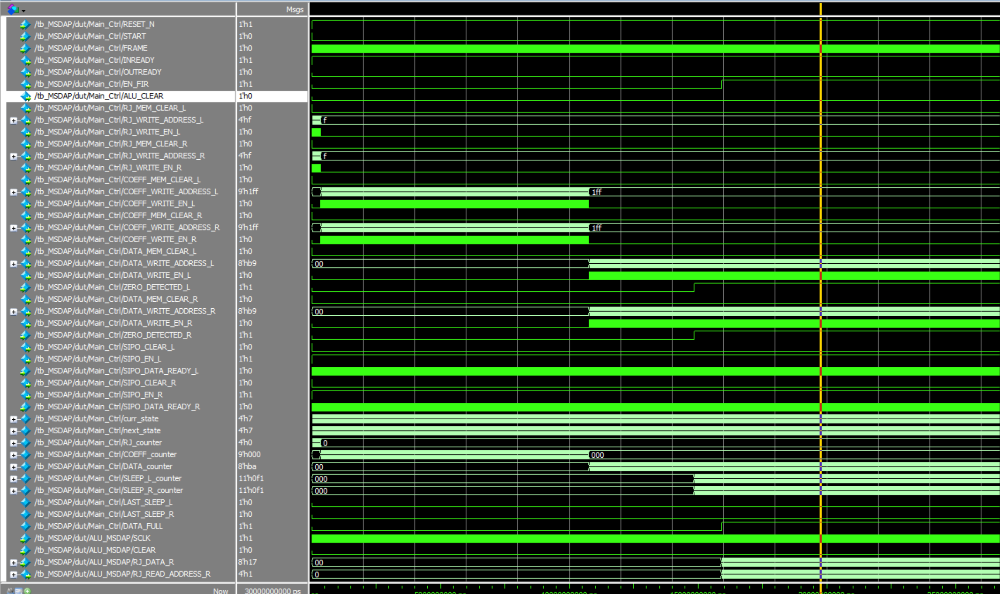 Msgs
/tb_MSDAP/dut/Main_Ctrl/RESET_N 1'h1
/tb_MSDAP/dut/Main_Ctrl/START 1'h0
/tb_MSDAP/dut/Main_Ctrl/FRAME 1'h0
/tb_MSDAP/dut/Main_Ctrl/INREADY 1'h1
/tb_MSDAP/dut/Main_Ctrl/OUTREADY 1'h0
/tb_MSDAP/dut/Main_Ctrl/EN_FIR 1'h1
/tb_MSDAP/dut/Main_Ctrl/ALU_CLEAR 1'h0
/tb_MSDAP/dut/Main_Ctrl/RJ_MEM_CLEAR_L 1'h0
/tb_MSDAP/dut/Main_Ctrl/RJ_WRITE_ADDRESS_L 4'hf f
/tb_MSDAP/dut/Main_Ctrl/RJ_WRITE_EN_L 1'h0
/tb_MSDAP/dut/Main_Ctrl/RJ_MEM_CLEAR_R 1'h0
/tb_MSDAP/dut/Main_Ctrl/RJ_WRITE_ADDRESS_R 4'hf f
/tb_MSDAP/dut/Main_Ctrl/RJ_WRITE_EN_R 1'h0
/tb_MSDAP/dut/Main_Ctrl/COEFF_MEM_CLEAR_L 1'h0
/tb_MSDAP/dut/Main_Ctrl/COEFF_WRITE_ADDRESS_L 9'h1ff 1ff
/tb_MSDAP/dut/Main_Ctrl/COEFF_WRITE_EN_L 1'h0
/tb_MSDAP/dut/Main_Ctrl/COEFF_MEM_CLEAR_R 1'h0
/tb_MSDAP/dut/Main_Ctrl/COEFF_WRITE_ADDRESS_R 9'h1ff 1ff
/tb_MSDAP/dut/Main_Ctrl/COEFF_WRITE_EN_R 1'h0
/tb_MSDAP/dut/Main_Ctrl/DATA_MEM_CLEAR_L 1'h0
/tb_MSDAP/dut/Main_Ctrl/DATA_WRITE_ADDRESS_L 8'hb9 00
/tb_MSDAP/dut/Main_Ctrl/DATA_WRITE_EN_L 1'h0
/tb_MSDAP/dut/Main_Ctrl/ZERO_DETECTED_L 1'h1
/tb_MSDAP/dut/Main_Ctrl/DATA_MEM_CLEAR_R 1'h0
/tb_MSDAP/dut/Main_Ctrl/DATA_WRITE_ADDRESS_R 8'hb9 00
/tb_MSDAP/dut/Main_Ctrl/DATA_WRITE_EN_R 1'h0
/tb_MSDAP/dut/Main_Ctrl/ZERO_DETECTED_R 1'h1
/tb_MSDAP/dut/Main_Ctrl/SIPO_CLEAR_L 1'h0
/tb_MSDAP/dut/Main_Ctrl/SIPO_EN_L 1'h1
/tb_MSDAP/dut/Main_Ctrl/SIPO_DATA_READY_L 1'h0
/tb_MSDAP/dut/Main_Ctrl/SIPO_CLEAR_R 1'h0
/tb_MSDAP/dut/Main_Ctrl/SIPO_EN_R 1'h1
/tb_MSDAP/dut/Main_Ctrl/SIPO_DATA_READY_R 1'h0
/tb_MSDAP/dut/Main_Ctrl/curr_state 4'h7
/tb_MSDAP/dut/Main_Ctrl/next_state 4'h7
/tb_MSDAP/dut/Main_Ctrl/RJ_counter 4'h0 0
/tb_MSDAP/dut/Main_Ctrl/COEFF_counter 9'h000 000
/tb_MSDAP/dut/Main_Ctrl/DATA_counter 8'hba 00
/tb_MSDAP/dut/Main_Ctrl/SLEEP_L_counter 11'h0f1 000
/tb_MSDAP/dut/Main_Ctrl/SLEEP_R_counter 11'h0f1 000
/tb_MSDAP/dut/Main_Ctrl/LAST_SLEEP_L 1'h0
/tb_MSDAP/dut/Main_Ctrl/LAST_SLEEP_R 1'h0
/tb_MSDAP/dut/Main_Ctrl/DATA_FULL 1'h1
/tb_MSDAP/dut/ALU_MSDAP/SCLK 1'h1
/tb_MSDAP/dut/ALU_MSDAP/CLEAR 1'h0
/tb_MSDAP/dut/ALU_MSDAP/RJ_DATA_R 8'h17 00
/tb_MSDAP/dut/ALU_MSDAP/RJ_READ_ADDRESS_R 4'h1 0
Now 30000000000 ps